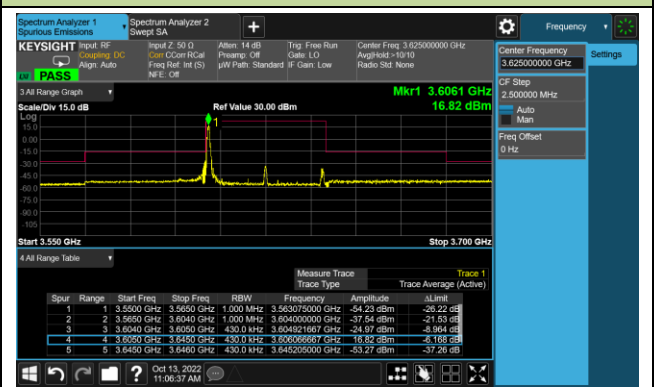 Spectrum Analyzer 1
Spurious Emissions
Spectrum Analyzer 2
Swept SA
Frequency
KEYSIGHT
Input: RF
Coupling: DC
Align: Auto
Input Z: 50 Ω
Corr CCorr RCal
Freq Ref: Int (S)
NFE: Off
Atten: 14 dB
Preamp: Off
µW Path: Standard
Trig: Free Run
Gate: LO
IF Gain: Low
Center Freq: 3.625000000 GHz
Avg|Hold:>10/10
Radio Std: None
PASS
Center Frequency
3.625000000 GHz
Settings
CF Step
2.500000 MHz
Auto
Man
Freq Offset
0 Hz
3 All Range Graph
Mkr1 3.6061 GHz
Scale/Div 15.0 dB
Ref Value 30.00 dBm
16.82 dBm
Log
15.0
0.00
-15.0
-30.0
-45.0
-60.0
-75.0
-90.0
-105
1
Start 3.550 GHz
Stop 3.700 GHz
4 All Range Table
Measure Trace Trace 1
Trace Type Trace Average (Active)
Spur Range Start Freq Stop Freq RBW Frequency Amplitude ΔLimit
1 1 3.5500 GHz 3.5650 GHz 1.000 MHz 3.563075000 GHz -54.23 dBm -26.22 dB
2 2 3.5650 GHz 3.6040 GHz 1.000 MHz 3.604000000 GHz -37.54 dBm -21.53 dB
3 3 3.6040 GHz 3.6050 GHz 430.0 kHz 3.604921667 GHz -24.97 dBm -8.964 dB
4 4 3.6050 GHz 3.6450 GHz 430.0 kHz 3.606066667 GHz 16.82 dBm -6.168 dB
5 5 3.6450 GHz 3.6460 GHz 430.0 kHz 3.645205000 GHz -53.27 dBm -37.26 dB
Oct 13, 2022
11:06:37 AM